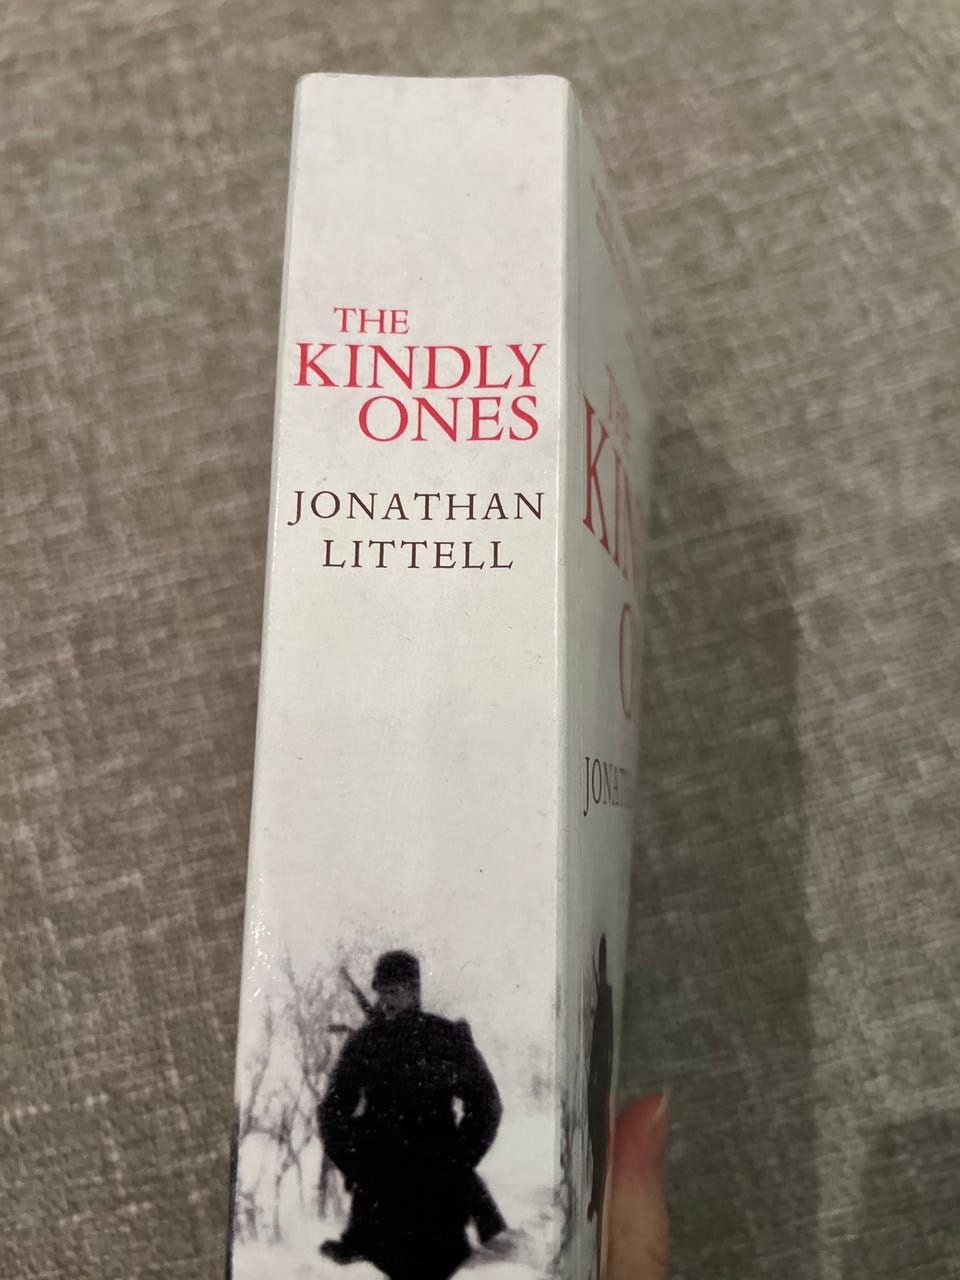 THE
KINDLY
ONES
JONATHAN
LITTELL